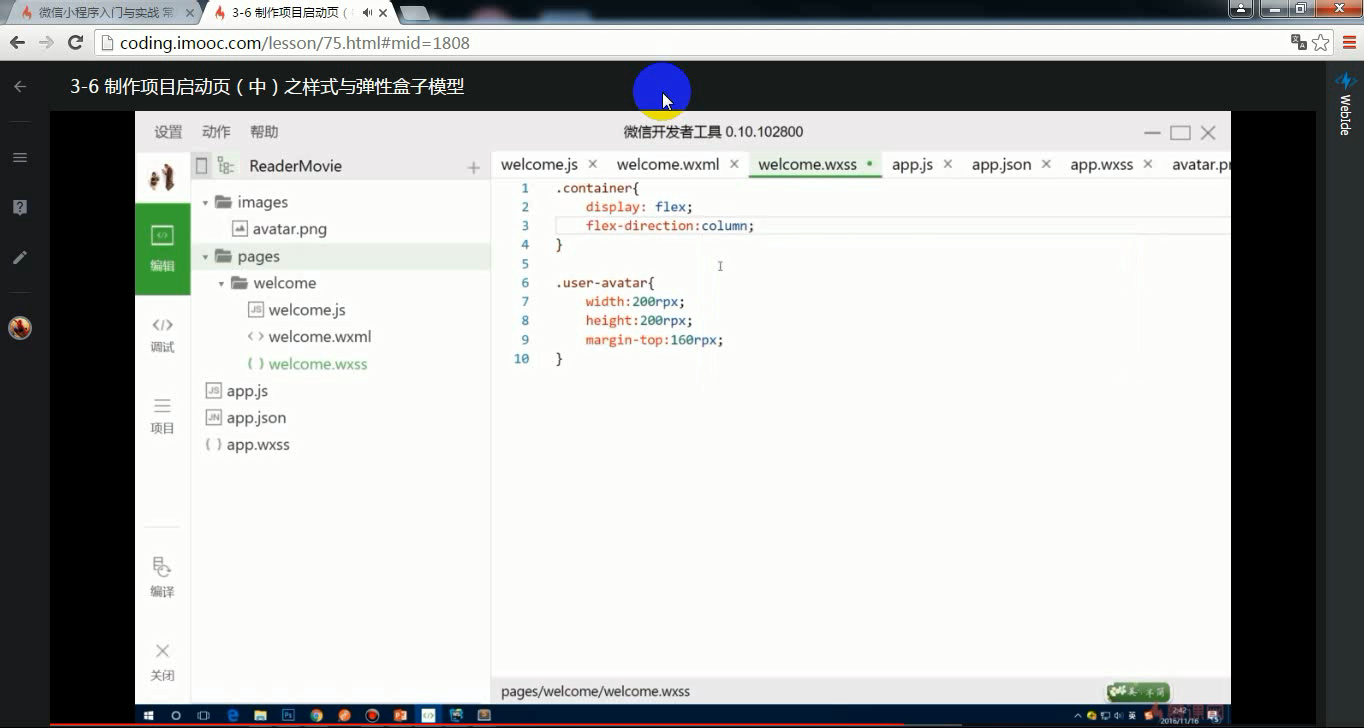 微信小程序入门与实战 常
3-6 制作项目启动页（
coding.imooc.com/lesson/75.html#mid=1808
3-6 制作项目启动页（中）之样式与弹性盒子模型
WebIde
设置 动作 帮助
微信开发者工具 0.10.102800
ReaderMovie
welcome.js
welcome.wxml
welcome.wxss
app.js
app.json
app.wxss
avatar.pn
编辑
调试
项目
编译
关闭
images
avatar.png
pages
welcome
welcome.js
welcome.wxml
welcome.wxss
app.js
app.json
app.wxss
1 .container{
2 display: flex;
3 flex-direction:column;
4 }
5
6 .user-avatar{
7 width:200rpx;
8 height:200rpx;
9 margin-top:160rpx;
10 }
pages/welcome/welcome.wxss
英
2:42
2016/11/16